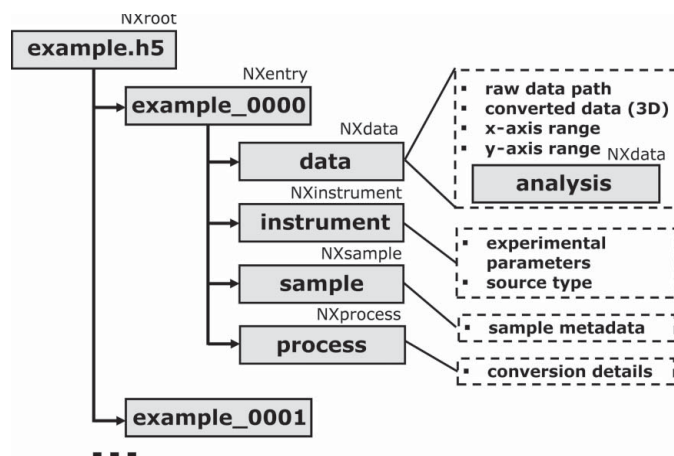 NXroot
example.h5
NXentry
example_0000
NXdata
data
▪ raw data path
▪ converted data (3D)
▪ x-axis range
▪ y-axis range
NXdata
analysis
NXinstrument
instrument
▪ experimental
parameters
▪ source type
NXsample
sample
▪ sample metadata
NXprocess
process
▪ conversion details
example_0001
...